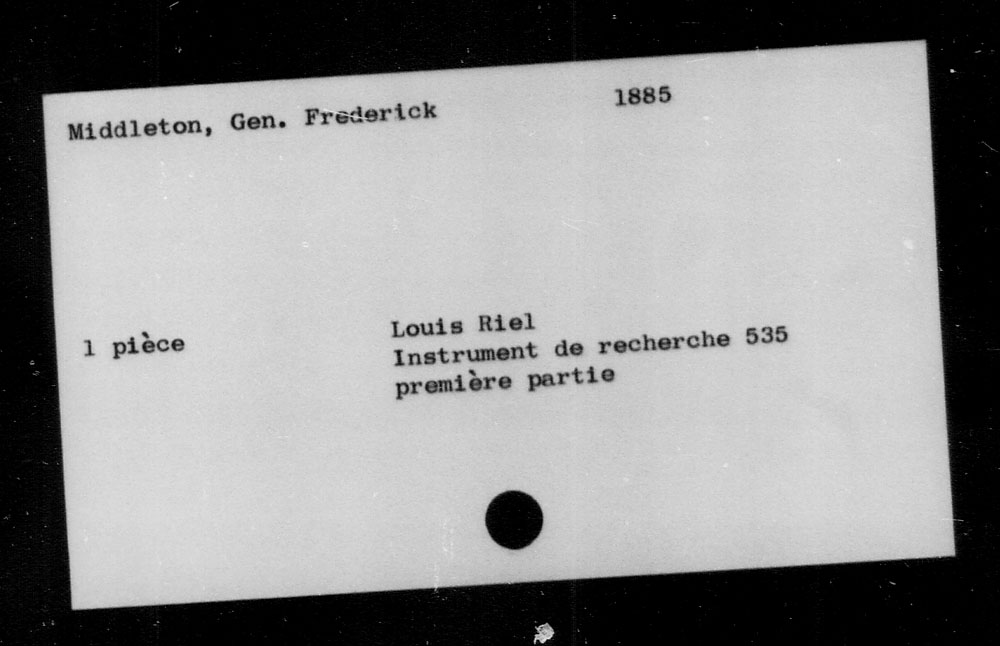 Middleton, Gen. Frederick 1885
1 pièce
Louis Riel
Instrument de recherche 535
première partie